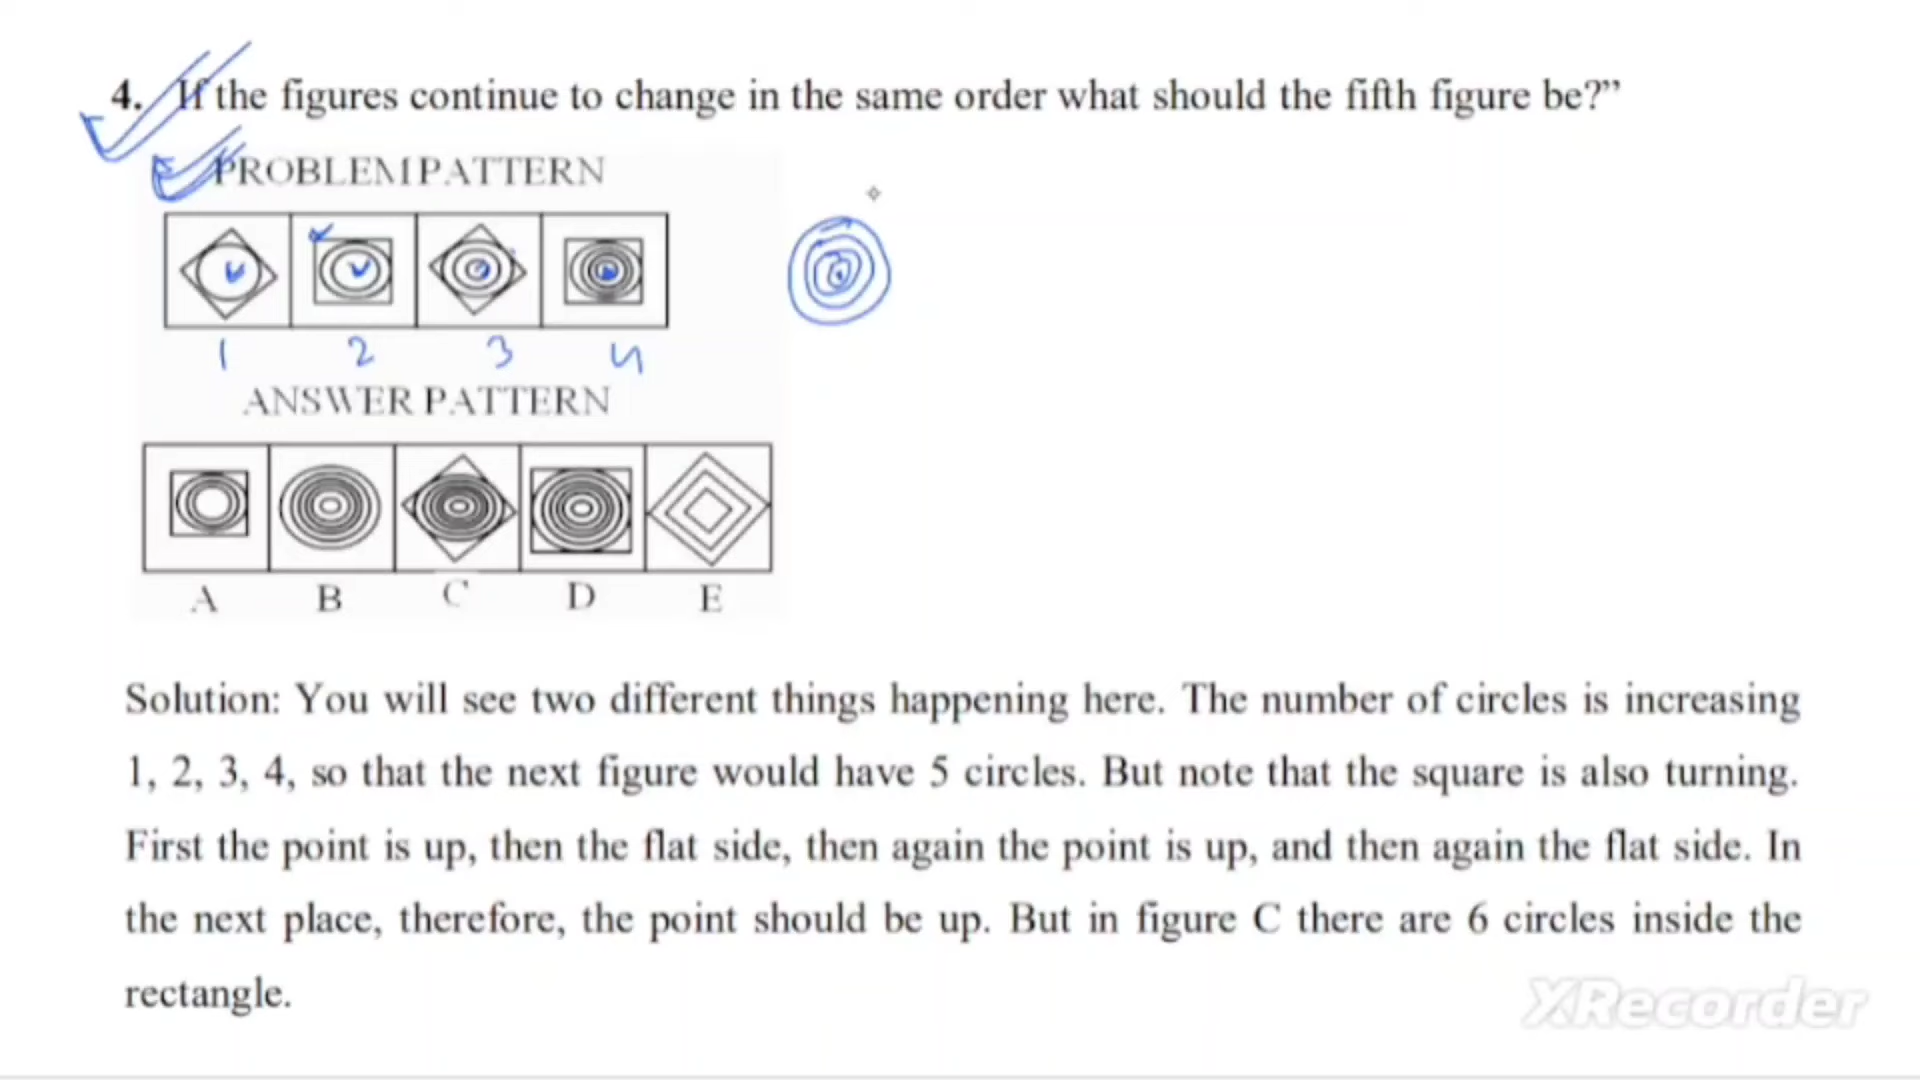 4. If the figures continue to change in the same order what should the fifth figure be?”
PROBLEM PATTERN
1 2 3 4
ANSWER PATTERN
A B C D E
Solution: You will see two different things happening here. The number of circles is increasing
1, 2, 3, 4, so that the next figure would have 5 circles. But note that the square is also turning.
First the point is up, then the flat side, then again the point is up, and then again the flat side. In
the next place, therefore, the point should be up. But in figure C there are 6 circles inside the
rectangle.
XRecorder